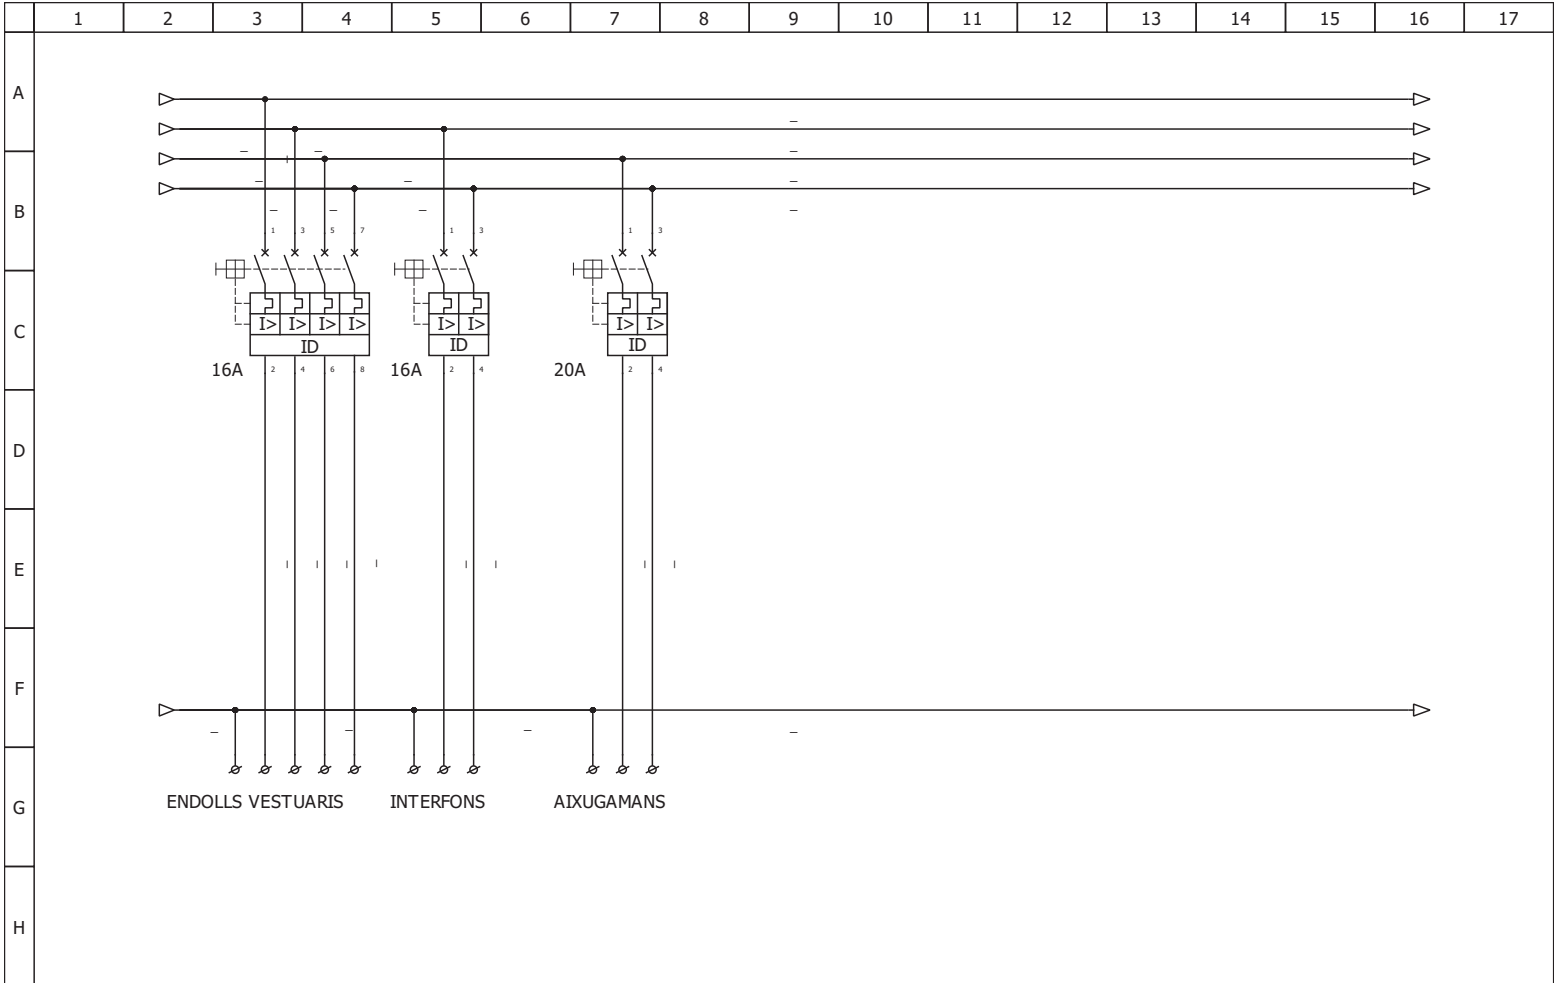 1 2 3 4 5 6 7 8 9 10 11 12 13 14 15 16 17
A
B
1 3 5 7 1 3 1 3
C
I> I> I> I> I> I> I> I>
ID ID ID
16A 2 4 6 8 16A 2 4 20A 2 4
D
E
F
G
ENDOLLS VESTUARIS INTERFONS AIXUGAMANS
H